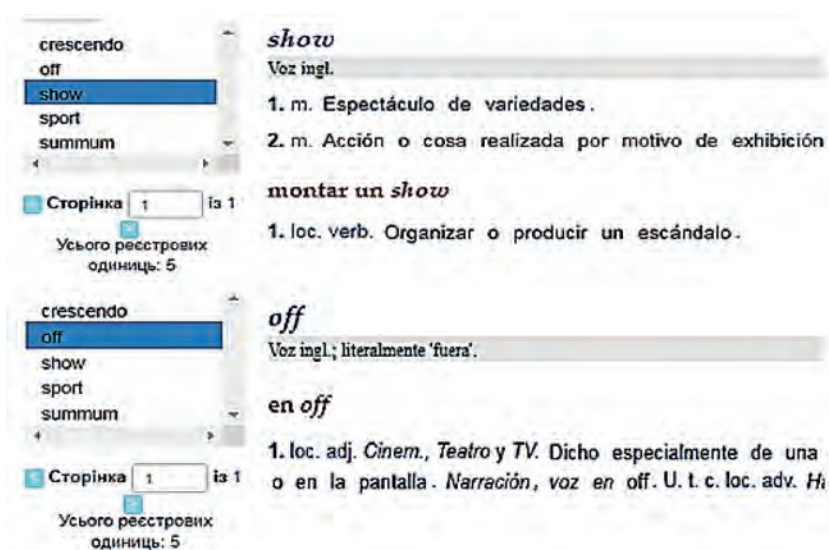 crescendo
off
show
sport
summum
Сторінка 1 із 1
Усього реєстрових
одиниць: 5
show
Voz ingl.
1. m. Espectáculo de variedades.
2. m. Acción o cosa realizada por motivo de exhibición
montar un show
1. loc. verb. Organizar o producir un escándalo.
crescendo
off
show
sport
summum
Сторінка 1 із 1
Усього реєстрових
одиниць: 5
off
Voz ingl.; literalmente 'fuera'.
en off
1. loc. adj. Cinem., Teatro y TV. Dicho especialmente de una
o en la pantalla. Narración, voz en off. U. t. c. loc. adv.